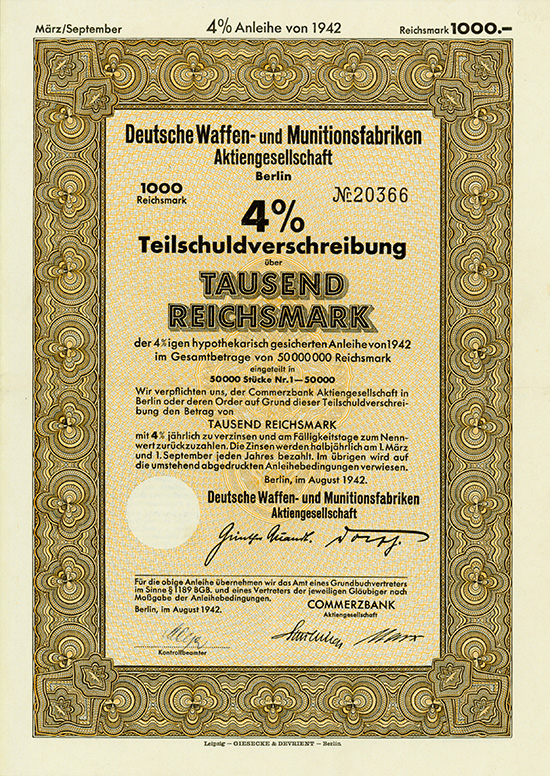 März/September 4% Anleihe von 1942 Reichsmark 1000.–
Deutsche Waffen- und Munitionsfabriken
Aktiengesellschaft
Berlin
1000 № 20366
Reichsmark
4%
Teilschuldverschreibung
über
TAUSEND
REICHSMARK
der 4%igen hypothekarisch gesicherten Anleihe von 1942
im Gesamtbetrage von 50 000 000 Reichsmark
eingeteilt in
50 000 Stücke Nr. 1—50 000
Wir verpflichten uns, der Commerzbank Aktiengesellschaft in
Berlin oder deren Order auf Grund dieser Teilschuldverschrei-
bung den Betrag von
TAUSEND REICHSMARK
mit 4% jährlich zu verzinsen und am Fälligkeitstage zum Nenn-
wert zurückzuzahlen. Die Zinsen werden halbjährlich am 1. März
und 1. September jeden Jahres bezahlt. Im übrigen wird auf
die umstehend abgedruckten Anleihebedingungen verwiesen.
Berlin, im August 1942.
Deutsche Waffen- und Munitionsfabriken
Aktiengesellschaft
Für die obige Anleihe übernehmen wir das Amt eines Grundbuchvertreters
im Sinne § 1189 BGB. und eines Vertreters der jeweiligen Gläubiger nach
Maßgabe der Anleihebedingungen.
Berlin, im August 1942.
COMMERZBANK
Aktiengesellschaft
Kontrollbeamter
Leipzig — GIESECKE & DEVRIENT — Berlin